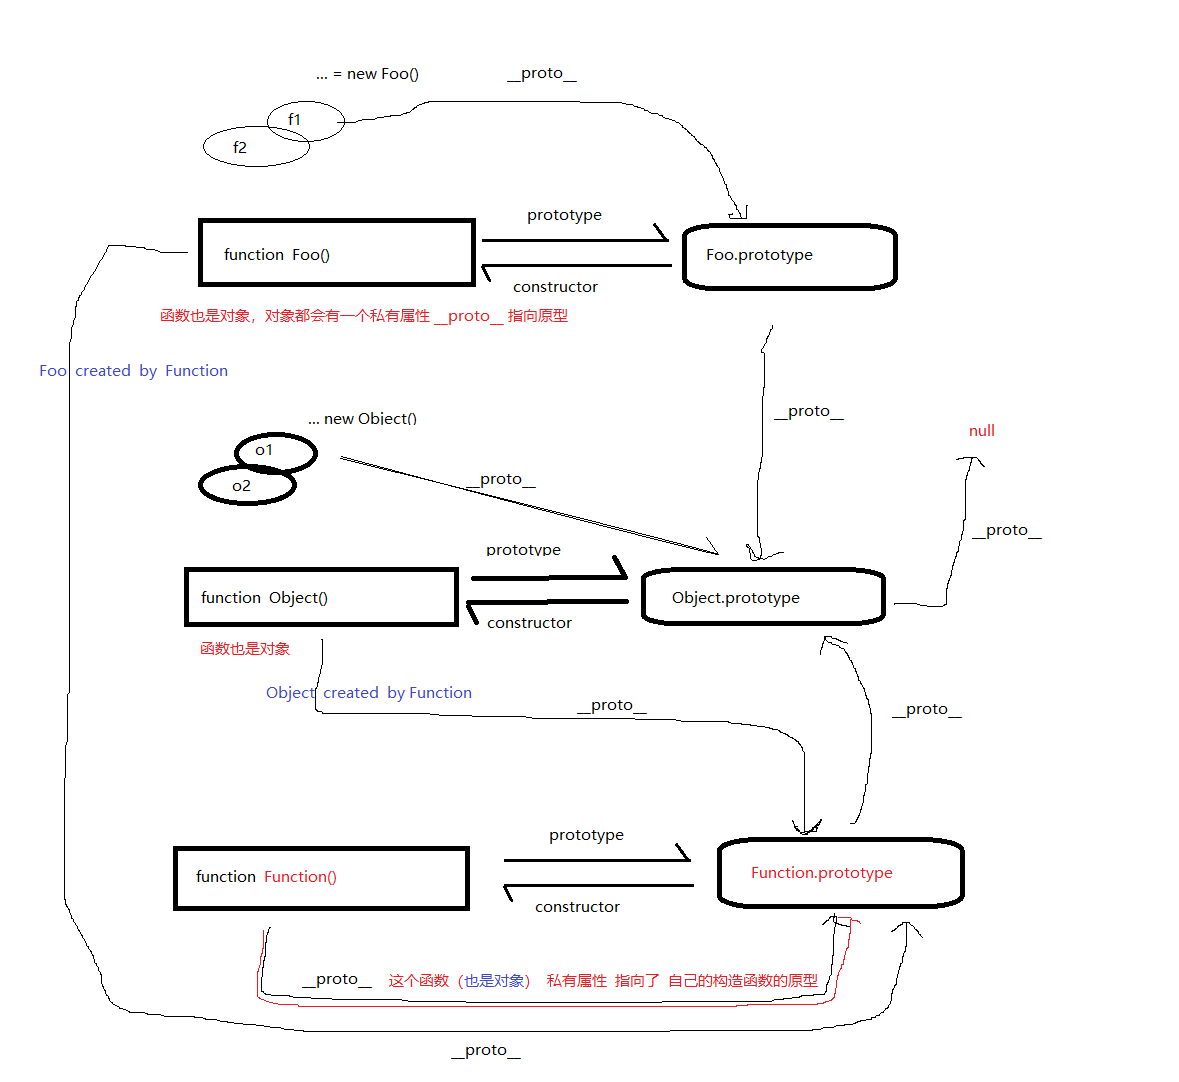 ... = new Foo()
__proto__
f1
f2
prototype
function Foo()
Foo.prototype
constructor
函数也是对象，对象都会有一个私有属性 __proto__ 指向原型
Foo created by Function
... new Object()
__proto__
null
o1
o2
__proto__
__proto__
prototype
function Object()
Object.prototype
constructor
函数也是对象
Object created by Function
__proto__
__proto__
prototype
function Function()
Function.prototype
constructor
__proto__ 这个函数（也是对象） 私有属性 指向了 自己的构造函数的原型
__proto__